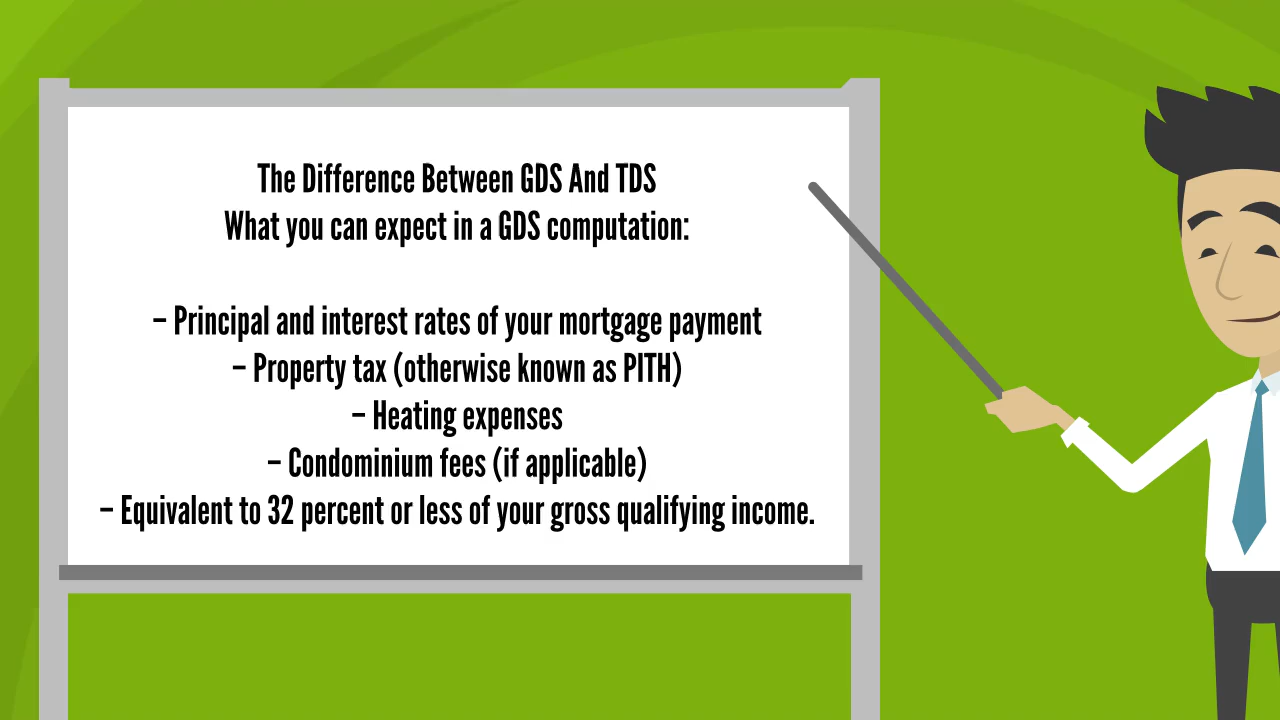 The Difference Between GDS And TDS
What you can expect in a GDS computation:
– Principal and interest rates of your mortgage payment
– Property tax (otherwise known as PITH)
– Heating expenses
– Condominium fees (if applicable)
– Equivalent to 32 percent or less of your gross qualifying income.